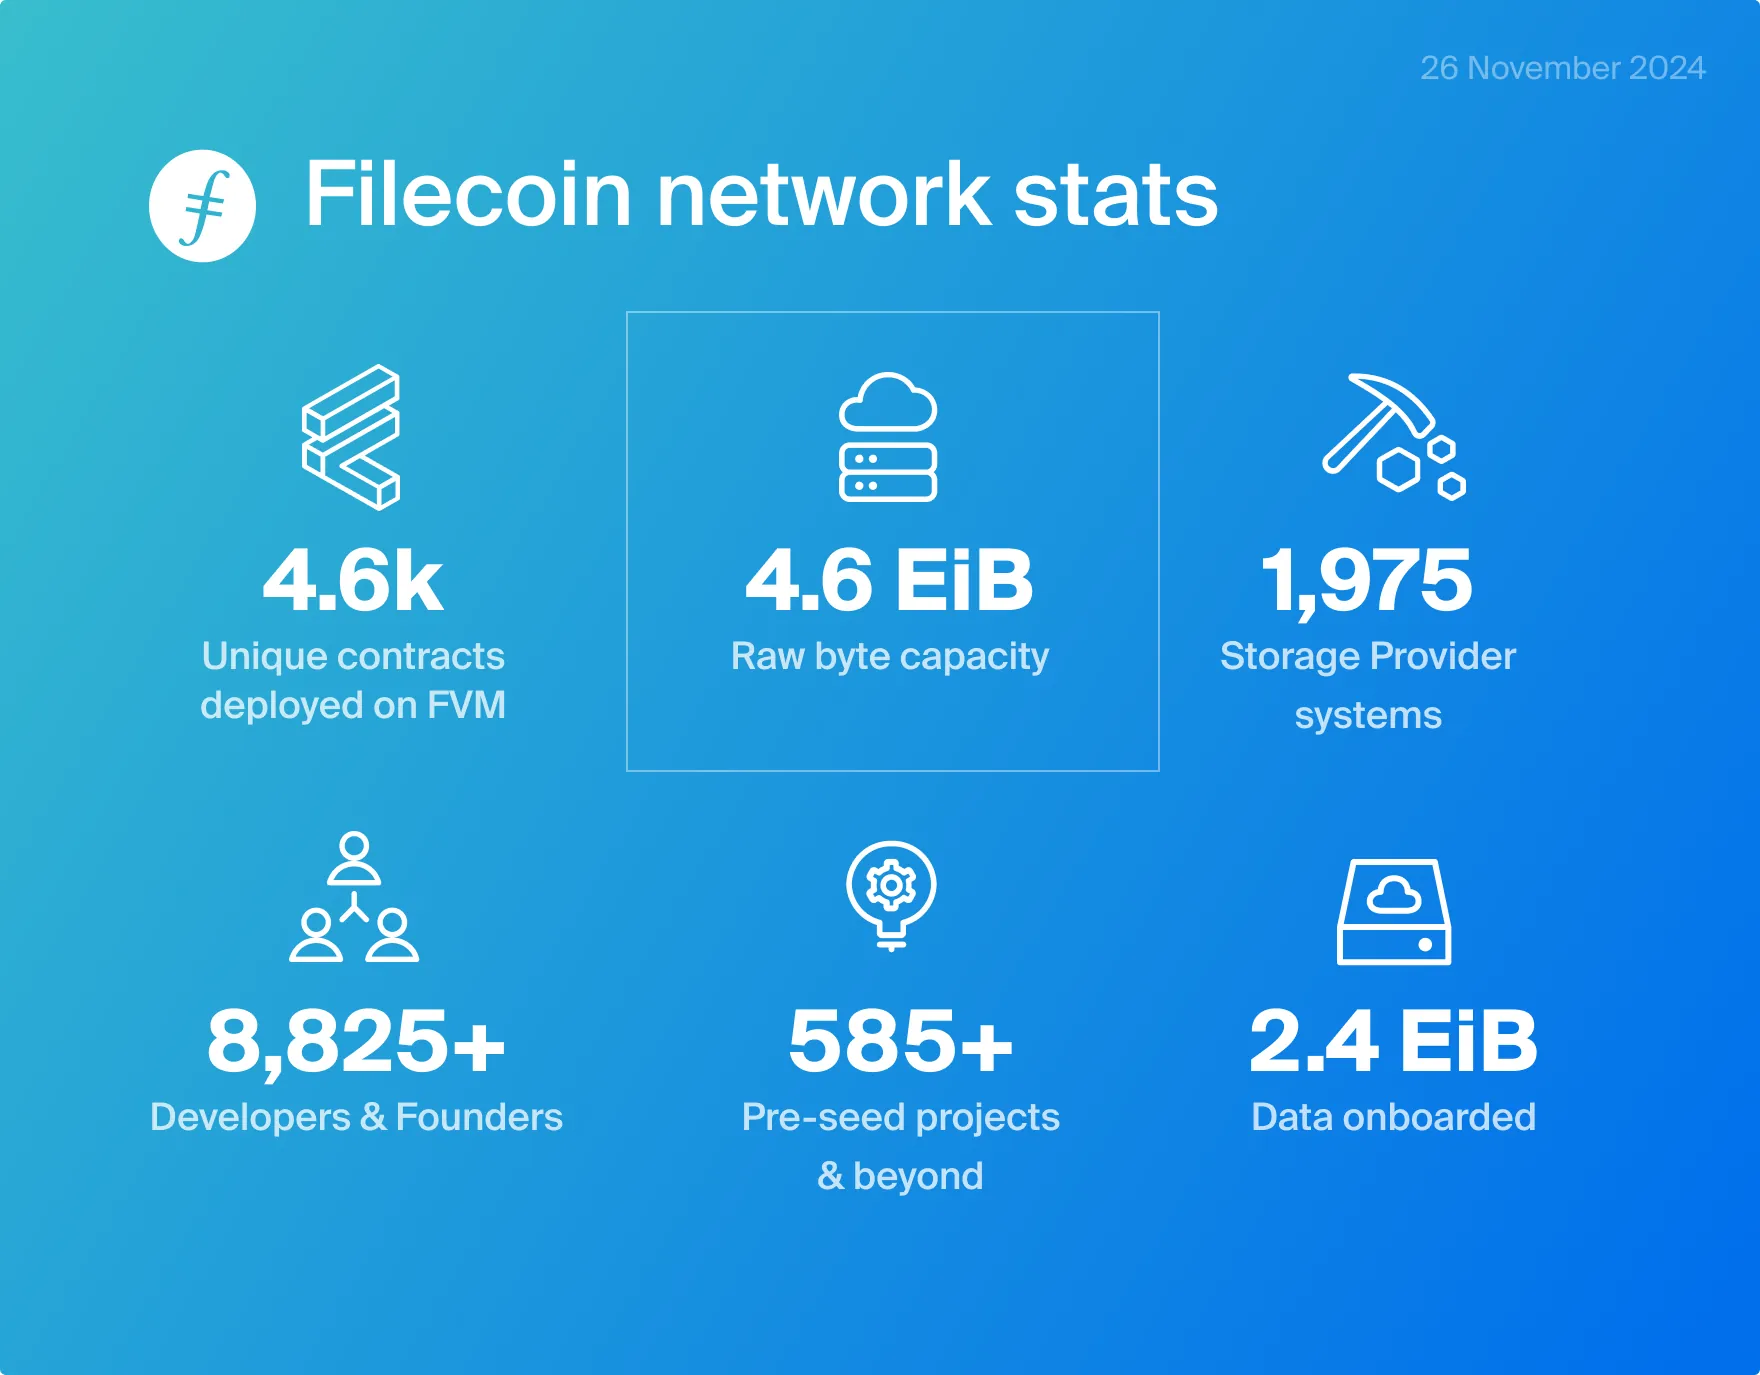 26 November 2024
Filecoin network stats
4.6k
Unique contracts
deployed on FVM
4.6 EiB
Raw byte capacity
1,975
Storage Provider
systems
8,825+
Developers & Founders
585+
Pre-seed projects
& beyond
2.4 EiB
Data onboarded